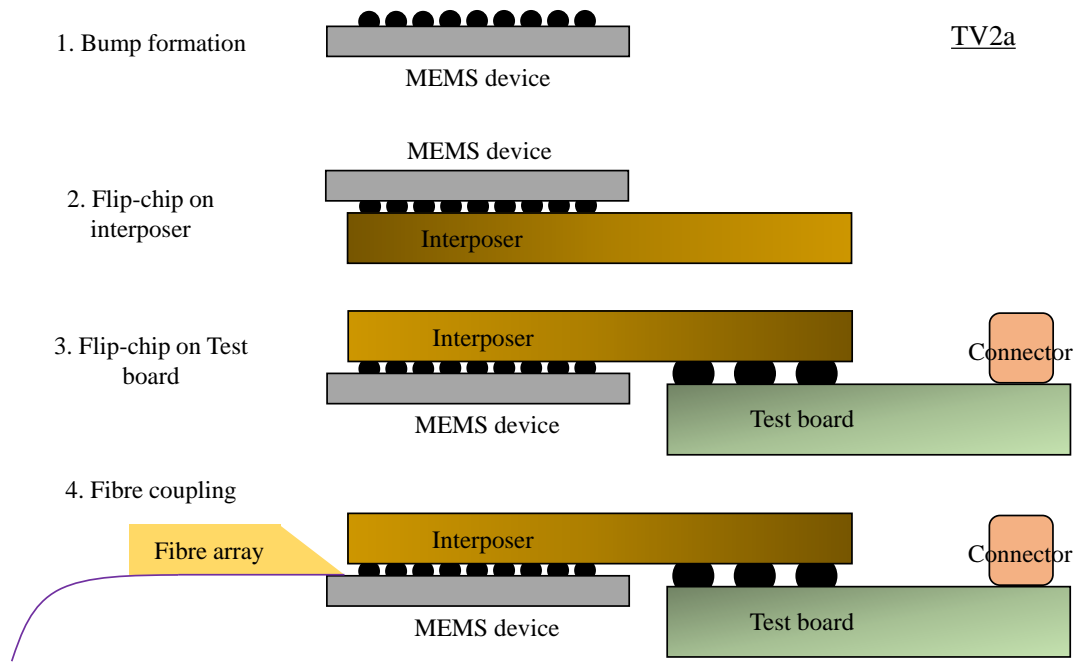 TV2a
1. Bump formation
MEMS device
MEMS device
2. Flip-chip on
interposer
Interposer
3. Flip-chip on Test
board
Interposer
Connector
MEMS device
Test board
4. Fibre coupling
Fibre array
Interposer
Connector
MEMS device
Test board